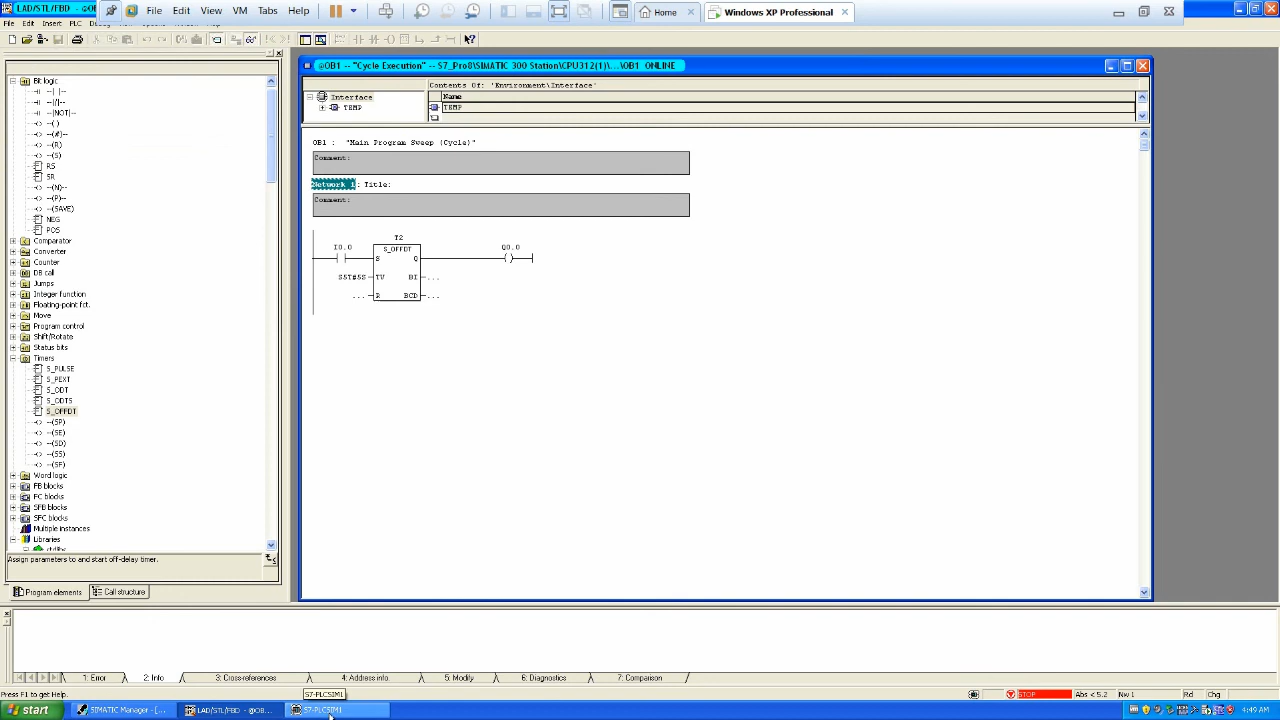 LAD/STL/FBD - @OB1
File Edit View VM Tabs Help
Home
Windows XP Professional
File Edit Insert PLC Debug
@OB1 -- "Cycle Execution" -- S7_Pro8\SIMATIC 300 Station\CPU312(1)\...\OB1 ONLINE
Contents Of: 'Environment\Interface'
Interface
TEMP
Name
TEMP
OB1 : "Main Program Sweep (Cycle)"
Comment:
Network 1: Title:
Comment:
T2
I0.0
S_OFFDT
Q0.0
S Q
S5T#5S TV BI ...
... R BCD ...
Bit logic
--| |--
--|/|--
--|NOT|--
--( )
--(#)--
--(R)
--(S)
RS
SR
--(N)--
--(P)--
--(SAVE)
NEG
POS
Comparator
Converter
Counter
DB call
Jumps
Integer function
Floating-point fct.
Move
Program control
Shift/Rotate
Status bits
Timers
S_PULSE
S_PEXT
S_ODT
S_ODTS
S_OFFDT
--(SP)
--(SE)
--(SD)
--(SS)
--(SF)
Word logic
FB blocks
FC blocks
SFB blocks
SFC blocks
Multiple instances
Libraries
stdlibs
Assign parameters to and start off-delay timer.
Program elements
Call structure
1: Error
2: Info
3: Cross-references
4: Address info.
5: Modify
6: Diagnostics
7: Comparison
S7-PLCSIM1
Press F1 to get Help.
STOP
Abs < 5.2
Nw 1
Rd
Chg
start
SIMATIC Manager - [...
LAD/STL/FBD - @OB...
S7-PLCSIM1
4:49 AM